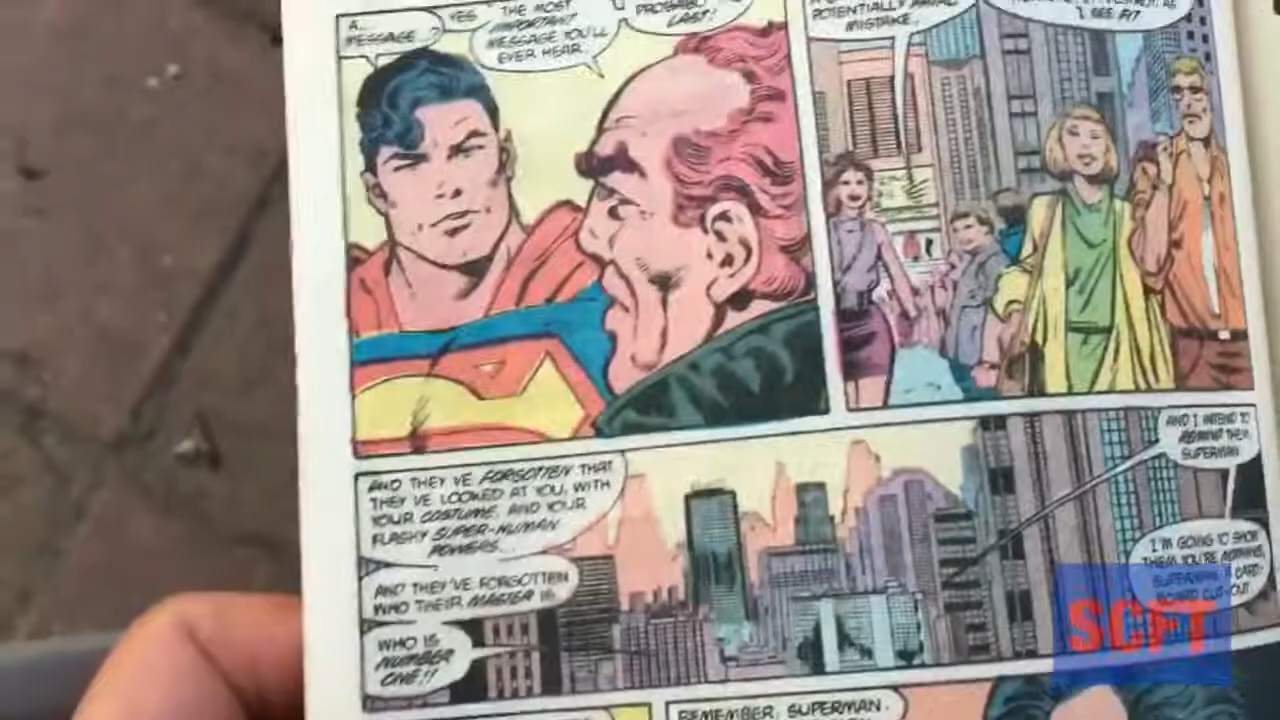 A...
MESSAGE...?
YES.
THE MOST
IMPORTANT
MESSAGE YOU'LL
EVER HEAR.
PROBABLY
LAST!
POTENTIALLY FATAL
MISTAKE.
I SEE FIT
AND THEY'VE FORGOTTEN THAT
THEY'VE LOOKED AT YOU, WITH
YOUR COSTUME, AND YOUR
FLASHY SUPER-HUMAN
POWERS...
AND THEY'VE FORGOTTEN
WHO THEIR MASTER IS.
WHO IS
NUMBER
ONE!!
AND I INTEND TO
REMIND THEM
SUPERMAN
I'M GOING TO SHOW
THEM YOU'RE NOTHING,
SUPERMAN. A CARD-
BOARD CUT-OUT
SCFT
REMEMBER, SUPERMAN.